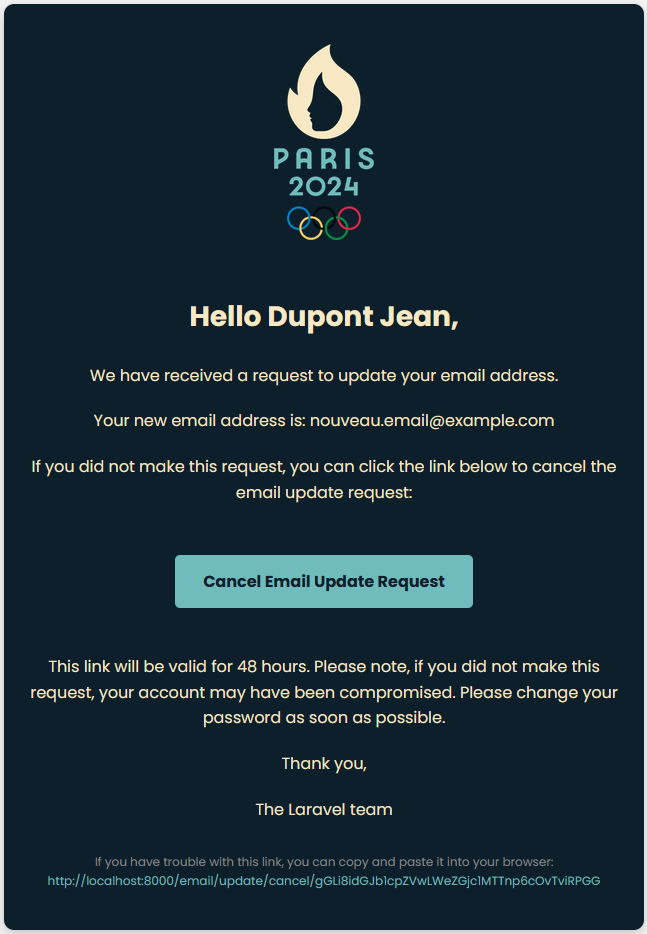 PARIS
2024
Hello Dupont Jean,
We have received a request to update your email address.
Your new email address is: nouveau.email@example.com
If you did not make this request, you can click the link below to cancel the
email update request:
Cancel Email Update Request
This link will be valid for 48 hours. Please note, if you did not make this
request, your account may have been compromised. Please change your
password as soon as possible.
Thank you,
The Laravel team
If you have trouble with this link, you can copy and paste it into your browser:
http://localhost:8000/email/update/cancel/gGLi8idGJb1cpZVwLWeZGjc1MTTnp6cOvTviRPGG